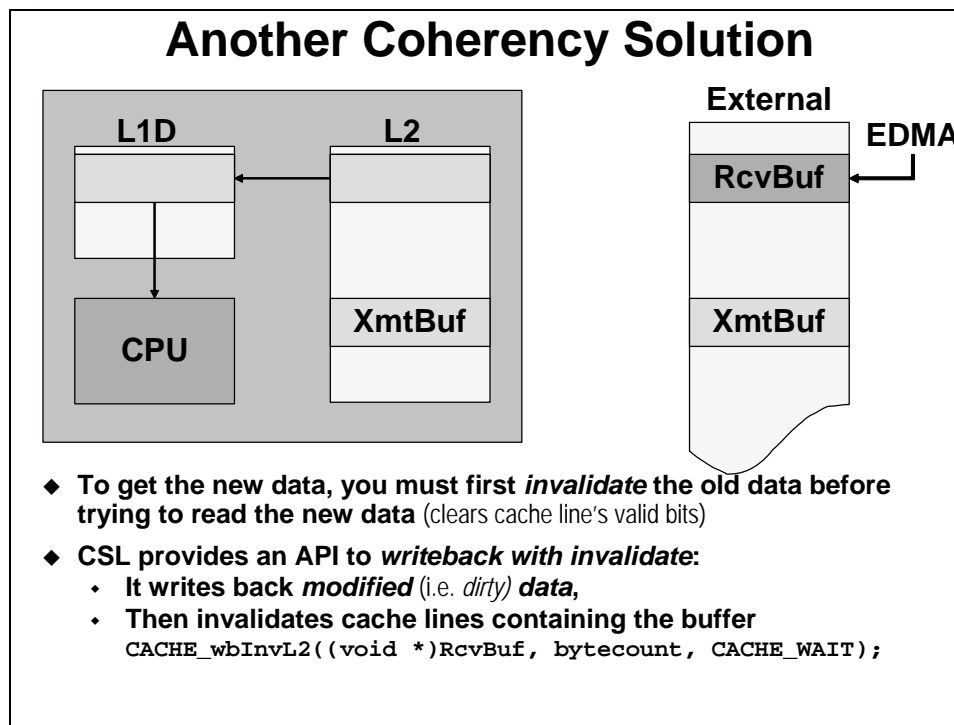 Another Coherency Solution
External
L1D
L2
EDMA
RcvBuf
XmtBuf
XmtBuf
CPU
◆ To get the new data, you must first invalidate the old data before
trying to read the new data (clears cache line's valid bits)
◆ CSL provides an API to writeback with invalidate:
◆ It writes back modified (i.e. dirty) data,
◆ Then invalidates cache lines containing the buffer
CACHE_wbInvL2((void *)RcvBuf, bytecount, CACHE_WAIT);